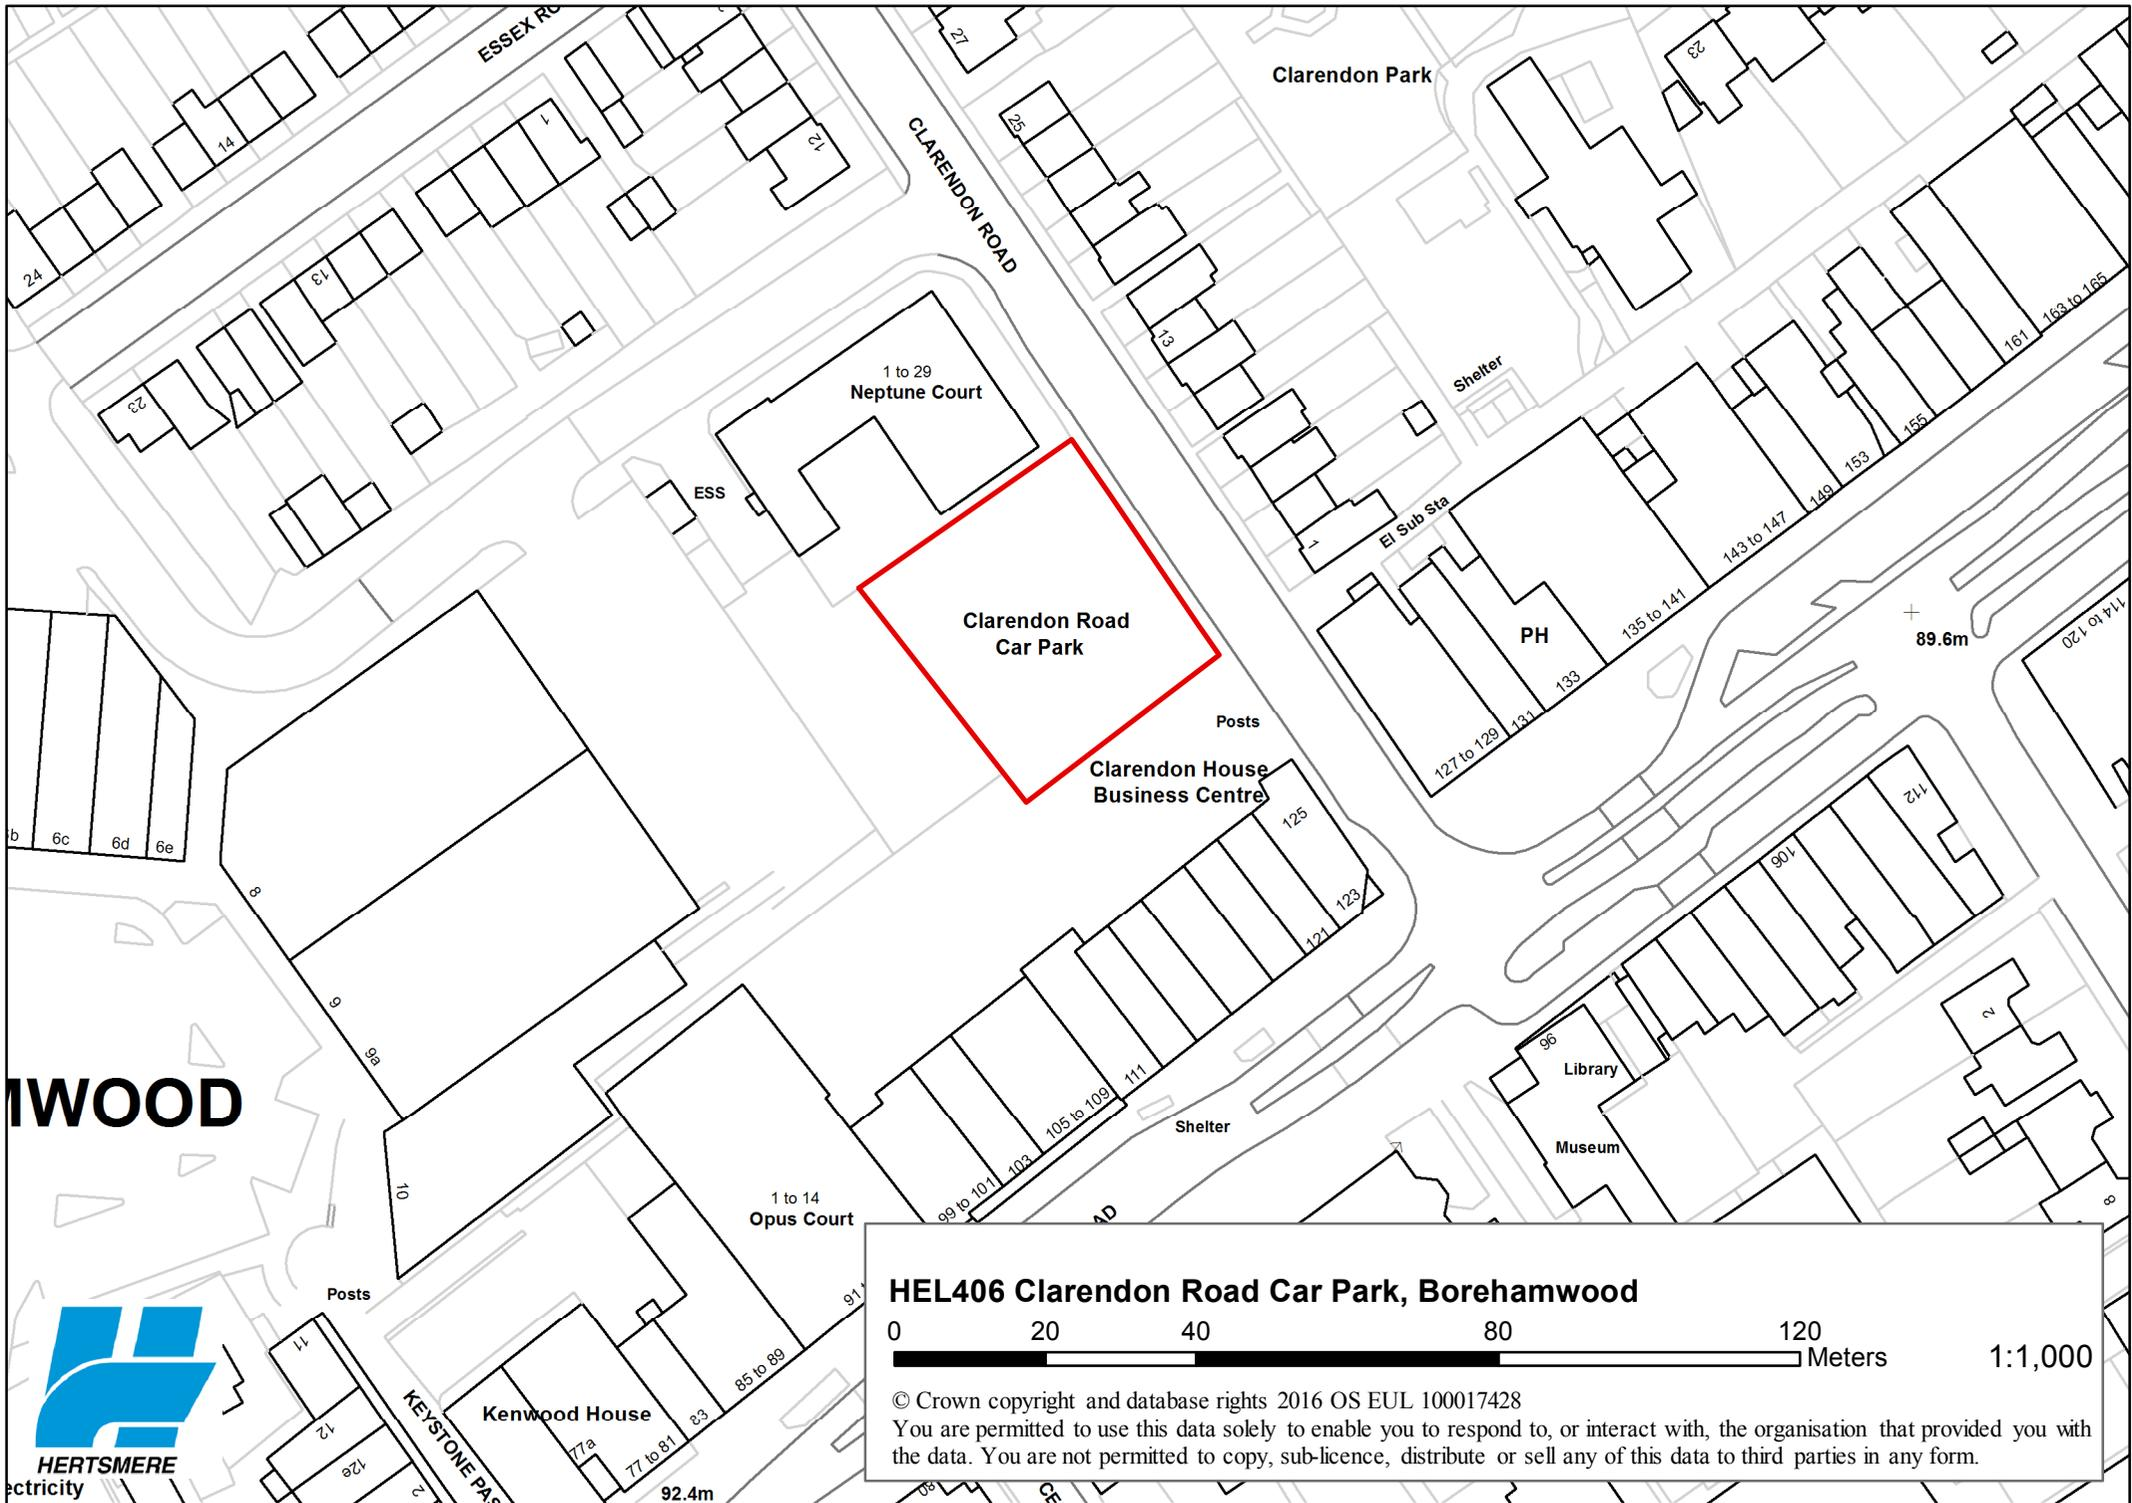 ESSEX RO
27
Clarendon Park
23
25
14
1
12
CLARENDON ROAD
24
13
13
163 to 165
161
Shelter
1 to 29
Neptune Court
23
155
153
149
ESS
El Sub Sta
143 to 147
1
135 to 141
Clarendon Road
Car Park
PH
89.6m
114 to 120
133
131
Posts
127 to 129
Clarendon House
Business Centre
125
112
6c
6d
6e
106
8
123
121
9
2
96
Library
9a
MWOOD
111
105 to 109
Shelter
Museum
103
10
99 to 101
1 to 14
Opus Court
AD
8
Posts
91
11
85 to 89
83
Kenwood House
77a
77 to 81
12
12e
2
KEYSTONE PAS
92.4m
CE
HERTSMERE
ectricity
HEL406 Clarendon Road Car Park, Borehamwood
0 20 40 80 120
Meters
1:1,000
© Crown copyright and database rights 2016 OS EUL 100017428
You are permitted to use this data solely to enable you to respond to, or interact with, the organisation that provided you with
the data. You are not permitted to copy, sub-licence, distribute or sell any of this data to third parties in any form.